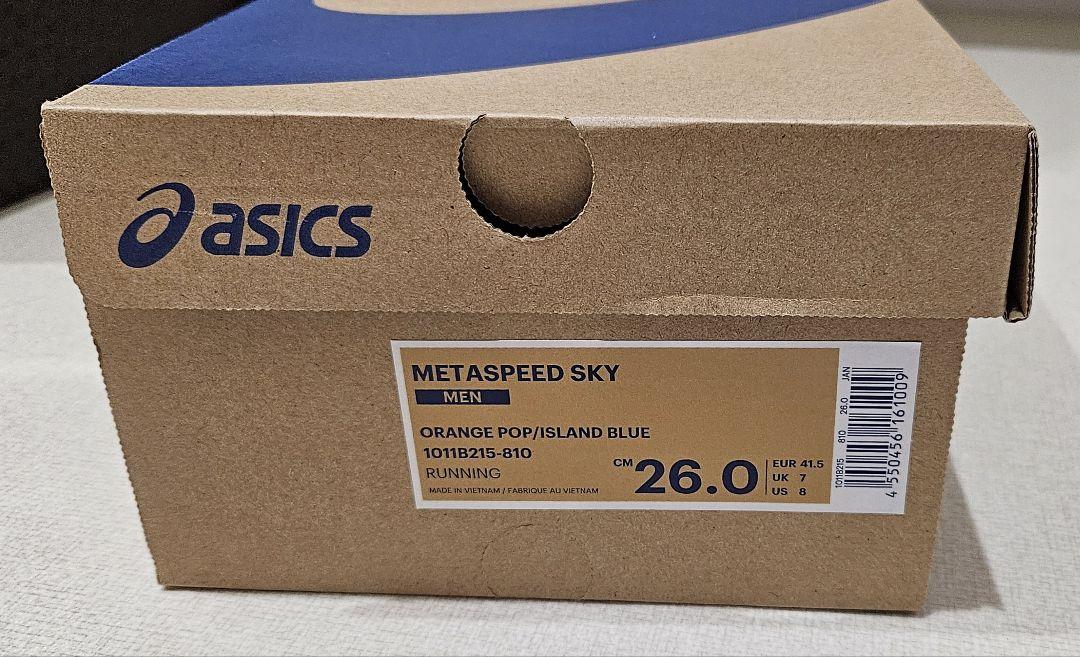 asics
METASPEED SKY
MEN
ORANGE POP/ISLAND BLUE
1011B215-810
RUNNING
MADE IN VIETNAM / FABRIQUE AU VIETNAM
CM 26.0
EUR 41.5
UK 7
US 8
1011B215 810 26.0 JAN
4 550456 161009